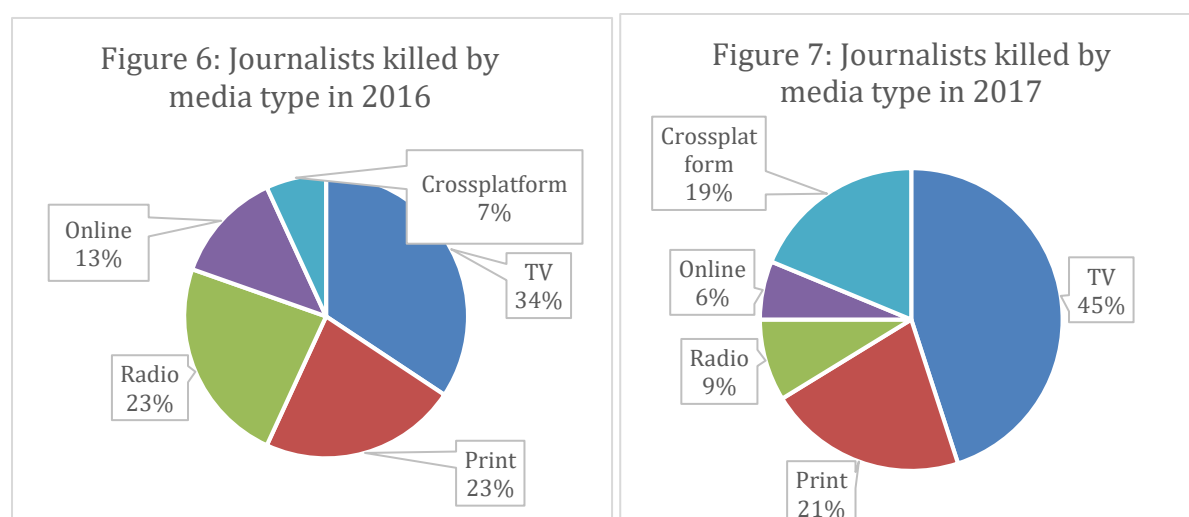 Figure 6: Journalists killed by
media type in 2016
Crossplatform
7%
Online
13%
TV
34%
Radio
23%
Print
23%
Figure 7: Journalists killed by
media type in 2017
Crossplat
form
19%
Online
6%
TV
45%
Radio
9%
Print
21%